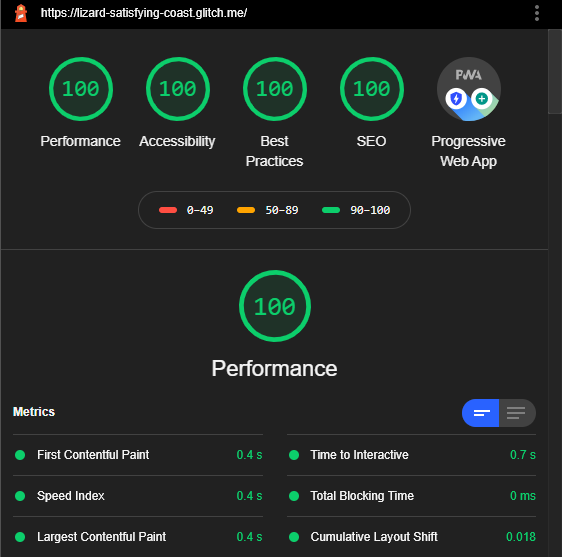 https://lizard-satisfying-coast.glitch.me/
100 100 100 100 PWA
Performance Accessibility Best Practices SEO Progressive Web App
0–49 50–89 90–100
100
Performance
Metrics
First Contentful Paint 0.4 s
Time to Interactive 0.7 s
Speed Index 0.4 s
Total Blocking Time 0 ms
Largest Contentful Paint 0.4 s
Cumulative Layout Shift 0.018